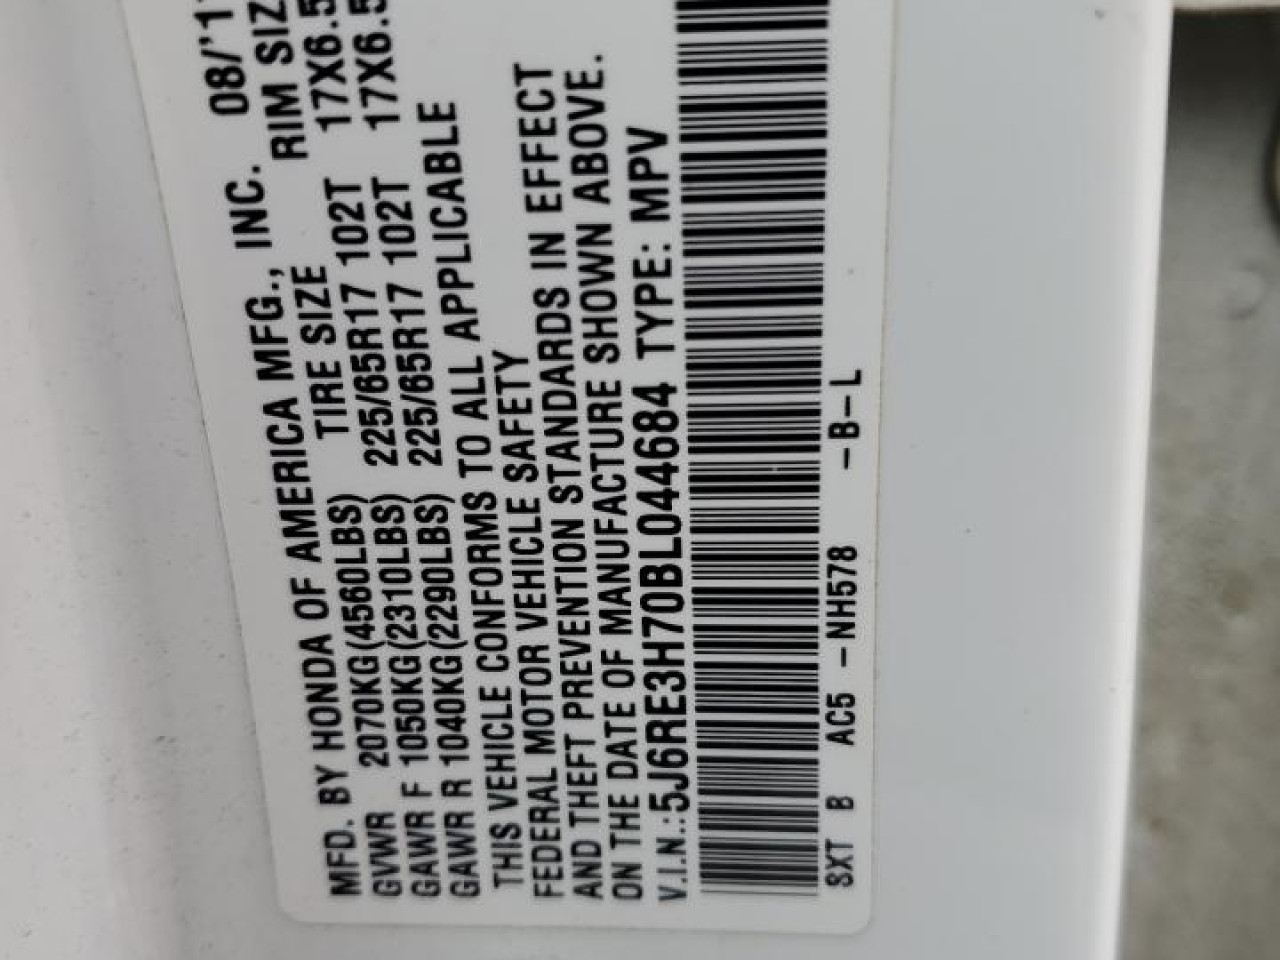 MFD. BY HONDA OF AMERICA MFG., INC. 08/'1
GVWR 2070KG(4560LBS) TIRE SIZE RIM SIZ
GAWR F 1050KG(2310LBS) 225/65R17 102T 17X6.5
GAWR R 1040KG(2290LBS) 225/65R17 102T 17X6.5
THIS VEHICLE CONFORMS TO ALL APPLICABLE
FEDERAL MOTOR VEHICLE SAFETY
AND THEFT PREVENTION STANDARDS IN EFFECT
ON THE DATE OF MANUFACTURE SHOWN ABOVE.
V.I.N.:5J6RE3H70BL044684 TYPE: MPV
SXT B AC5 -NH578 -B-L